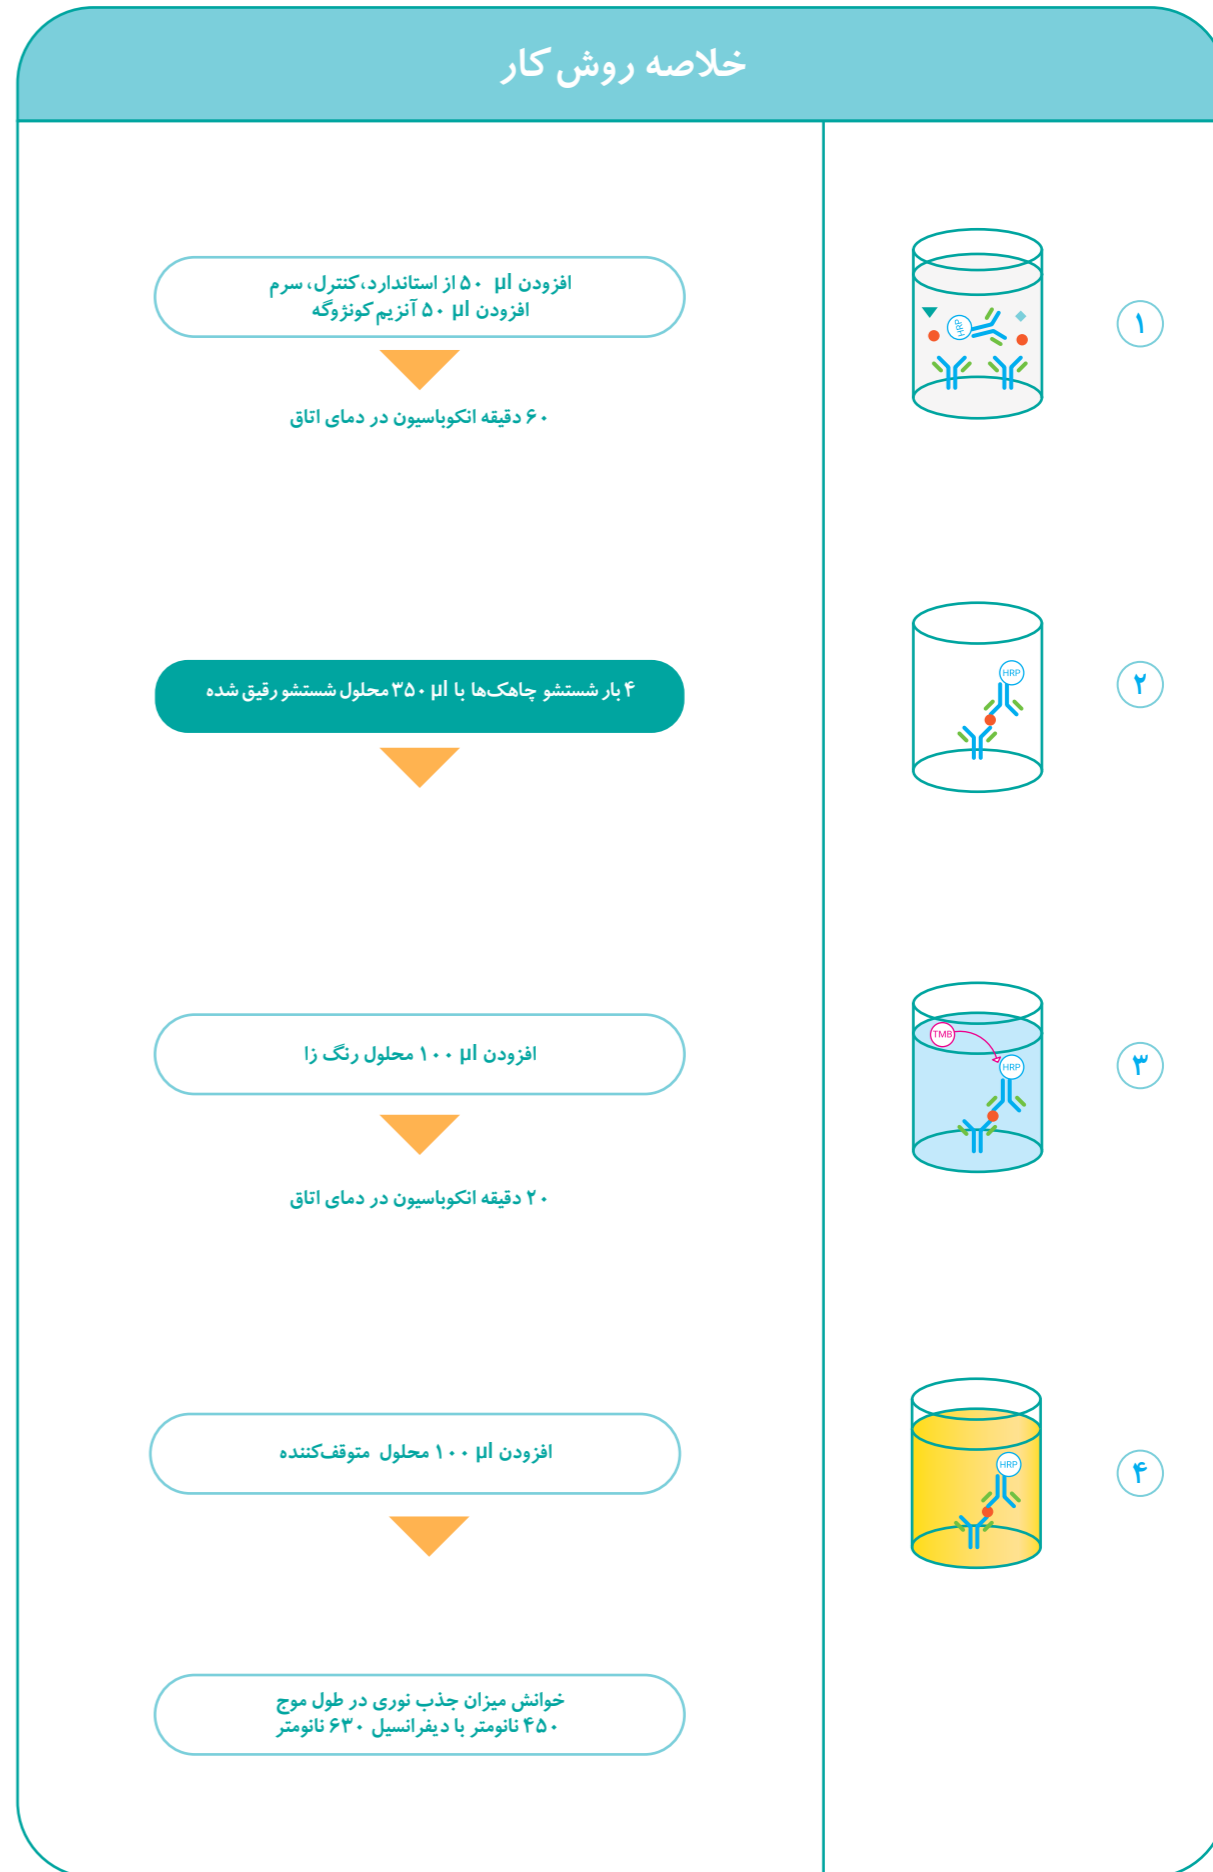 خلاصه روش کار
۱
HRP
افزودن ۵۰ µl از استاندارد، کنترل، سرم
افزودن ۵۰ µl آنزیم کونژوگه
۶۰ دقیقه انکوباسیون در دمای اتاق
۲
HRP
۴ بار شستشو چاهک‌ها با ۳۵۰ µl محلول شستشو رقیق شده
۳
TMB
HRP
افزودن ۱۰۰ µl محلول رنگ زا
۲۰ دقیقه انکوباسیون در دمای اتاق
۴
HRP
افزودن ۱۰۰ µl محلول متوقف‌کننده
خوانش میزان جذب نوری در طول موج
۴۵۰ نانومتر با دیفرانسیل ۶۳۰ نانومتر